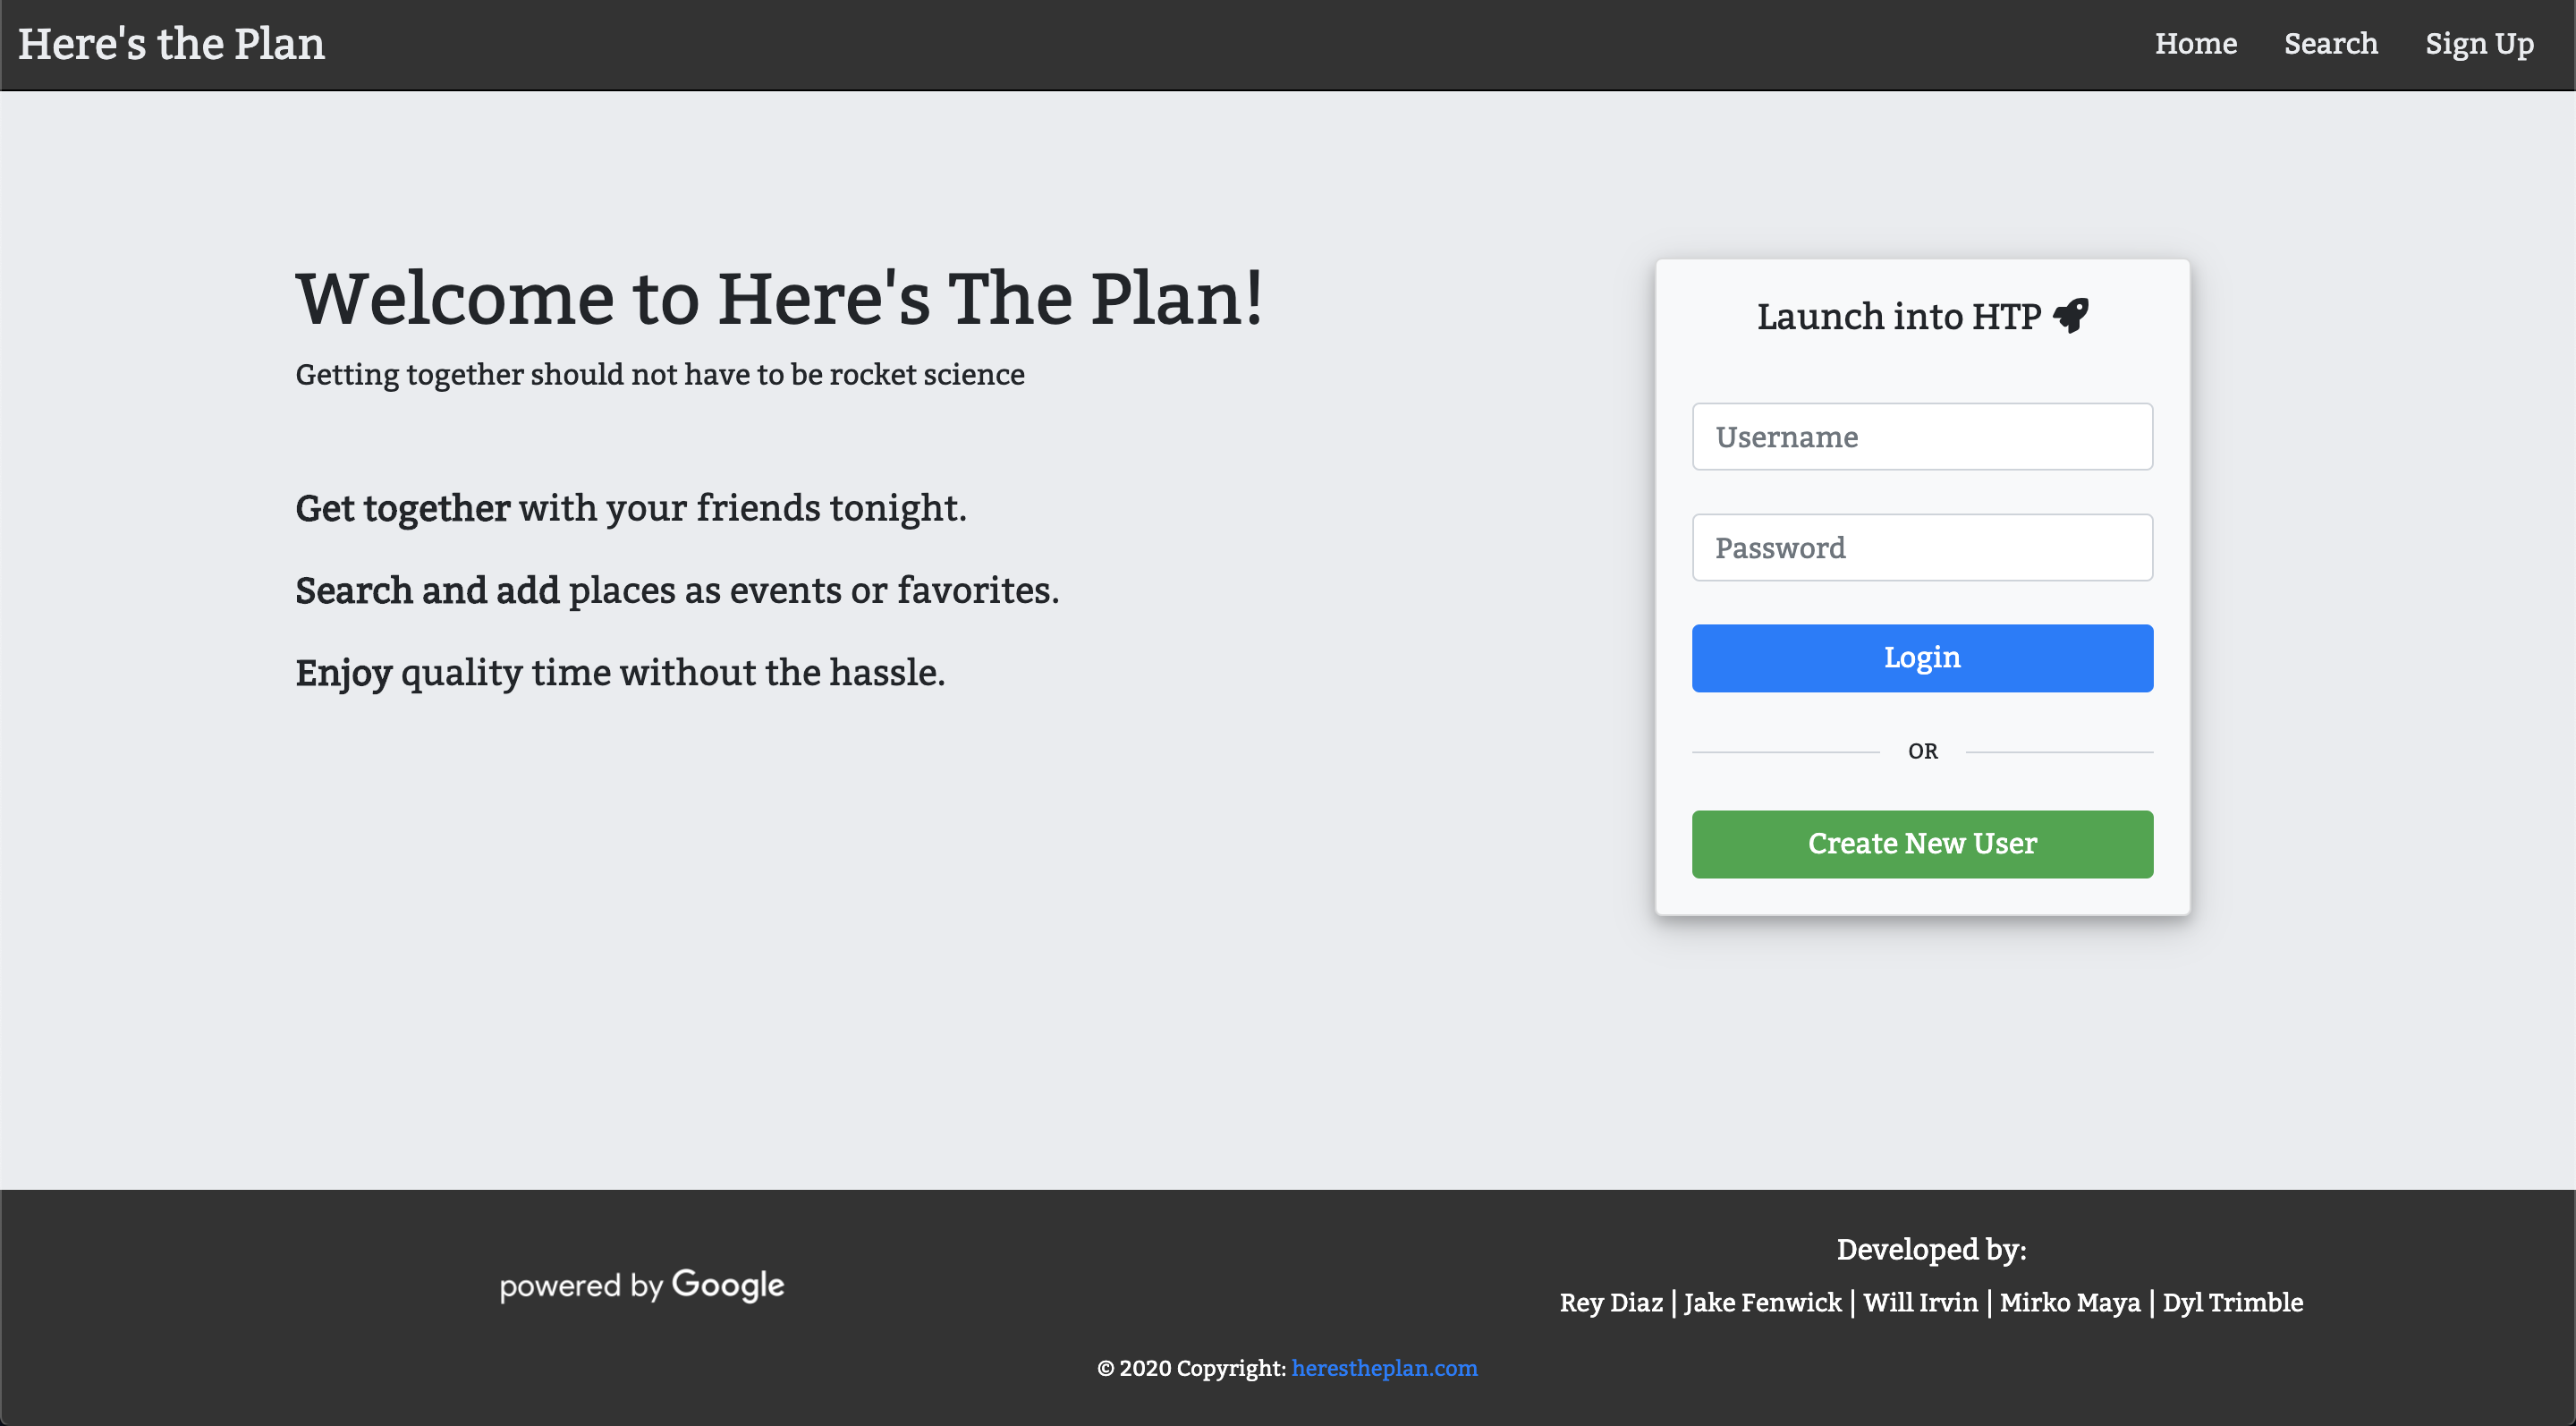 Here's the Plan
Home Search Sign Up
Welcome to Here's The Plan!
Getting together should not have to be rocket science
Get together with your friends tonight.
Search and add places as events or favorites.
Enjoy quality time without the hassle.
Launch into HTP
Username
Password
Login
OR
Create New User
powered by Google
Developed by:
Rey Diaz | Jake Fenwick | Will Irvin | Mirko Maya | Dyl Trimble
© 2020 Copyright: herestheplan.com